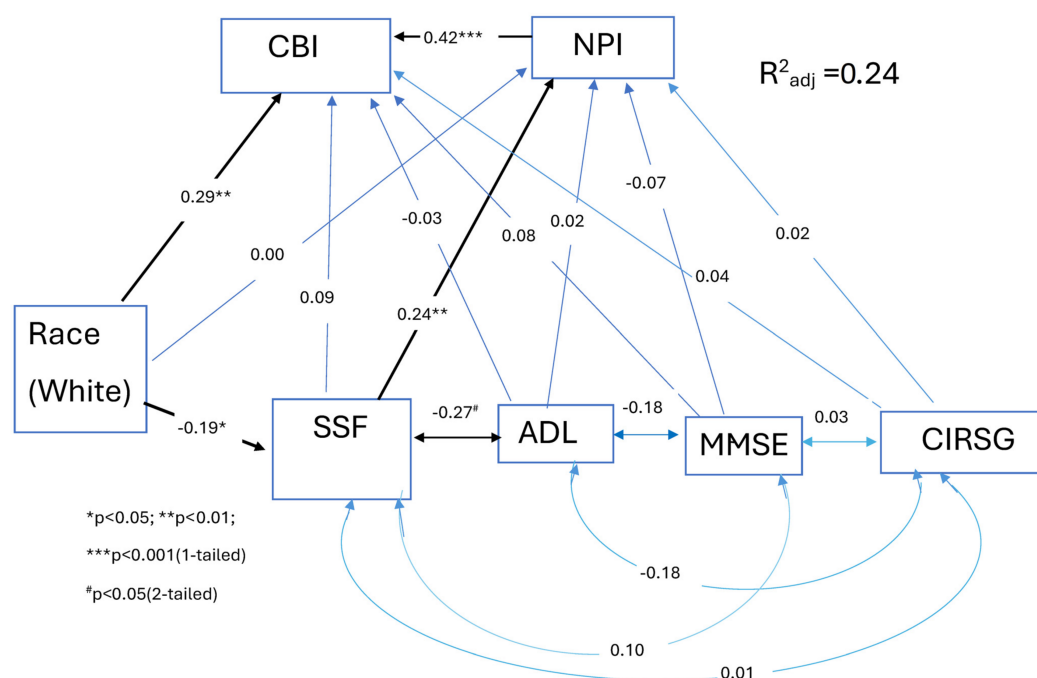 CBI
0.42***
NPI
R²adj =0.24
0.29**
-0.07
-0.03
0.02
0.08
0.02
0.00
0.04
0.09
0.24**
Race
(White)
-0.19*
SSF
-0.27#
ADL
-0.18
MMSE
0.03
CIRSG
*p<0.05; **p<0.01;
***p<0.001(1-tailed)
#p<0.05(2-tailed)
-0.18
0.10
0.01